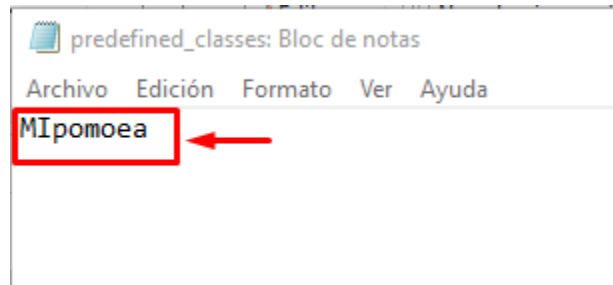 predefined_classes: Bloc de notas
Archivo Edición Formato Ver Ayuda
MIpomoea